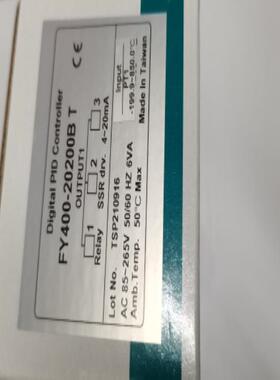 Digital PID Controller
CE
FY400-20200B T
OUTPUT1
1 2 3
Relay SSR drv. 4~20mA
Input
PT1
-199.9~850.0°C
Lot No. TSP210916
AC 85~265V 50/60 HZ 6VA
Amb.Temp. 50°C Max
Made In Taiwan